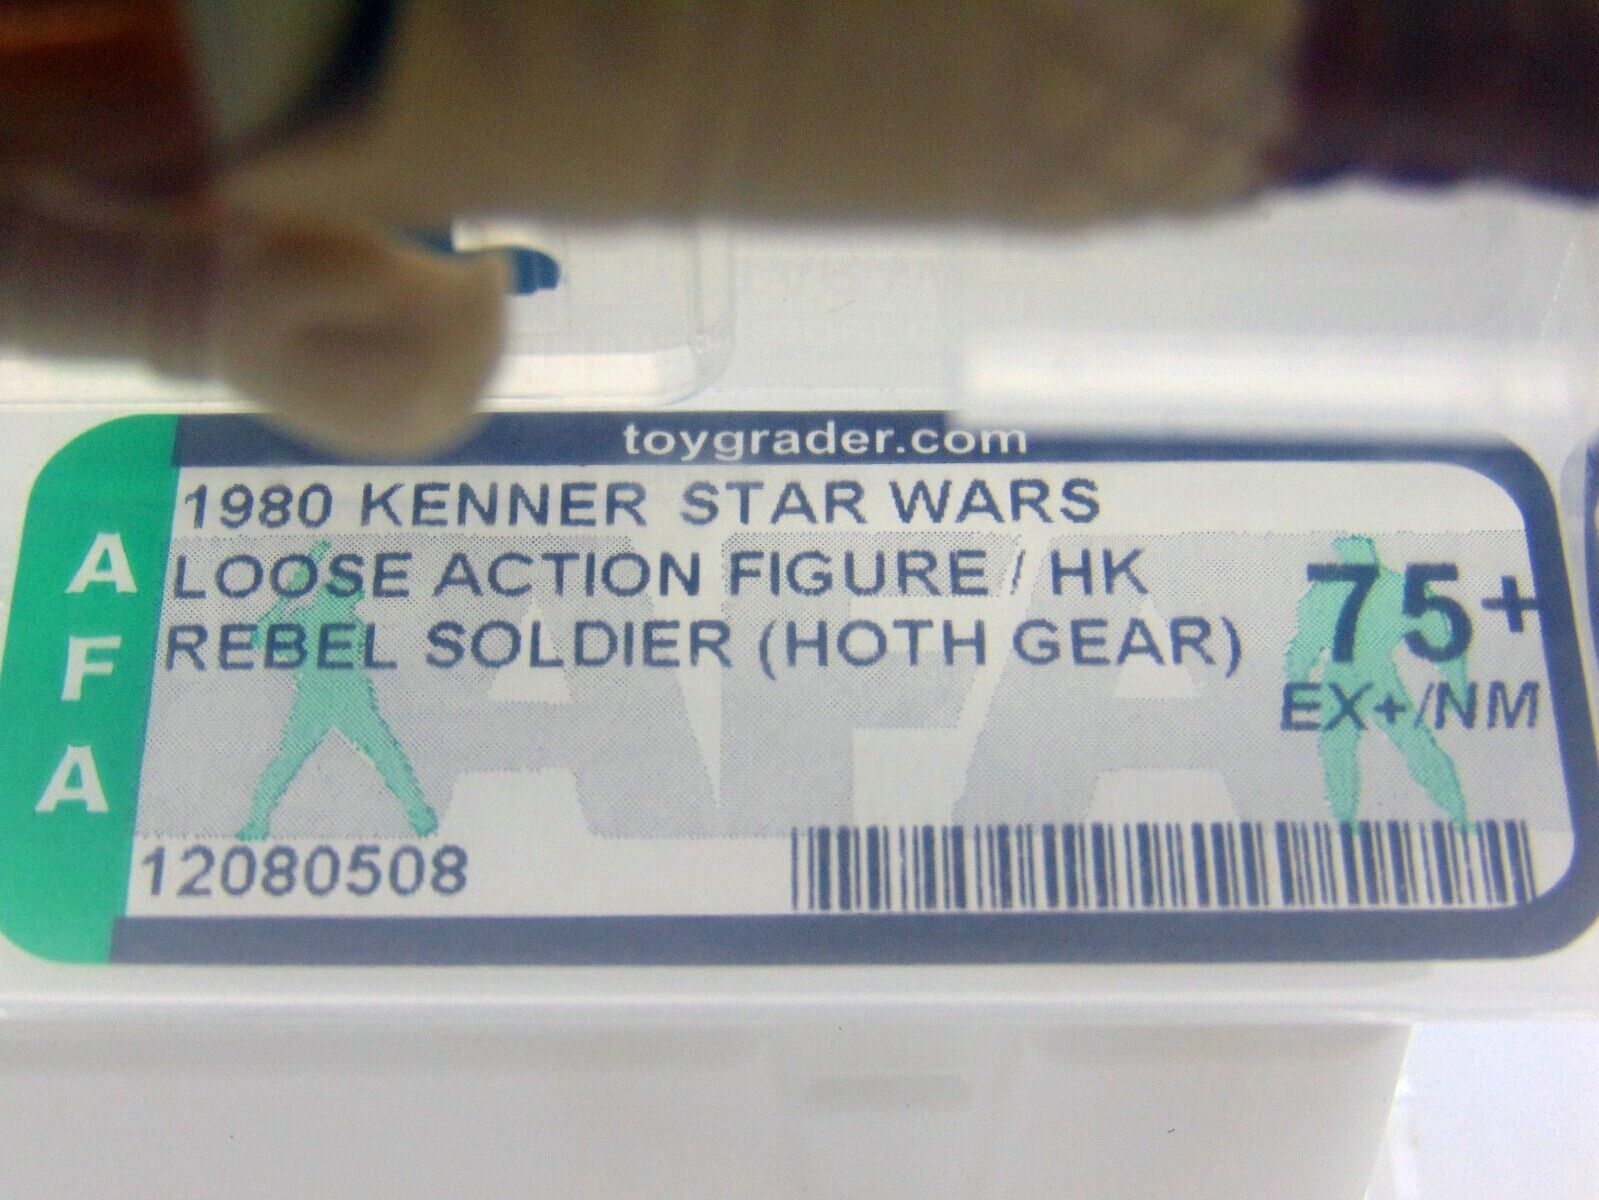 toygrader.com
AFA
1980 KENNER STAR WARS
LOOSE ACTION FIGURE / HK
REBEL SOLDIER (HOTH GEAR)
75+
EX+/NM
AFA
12080508